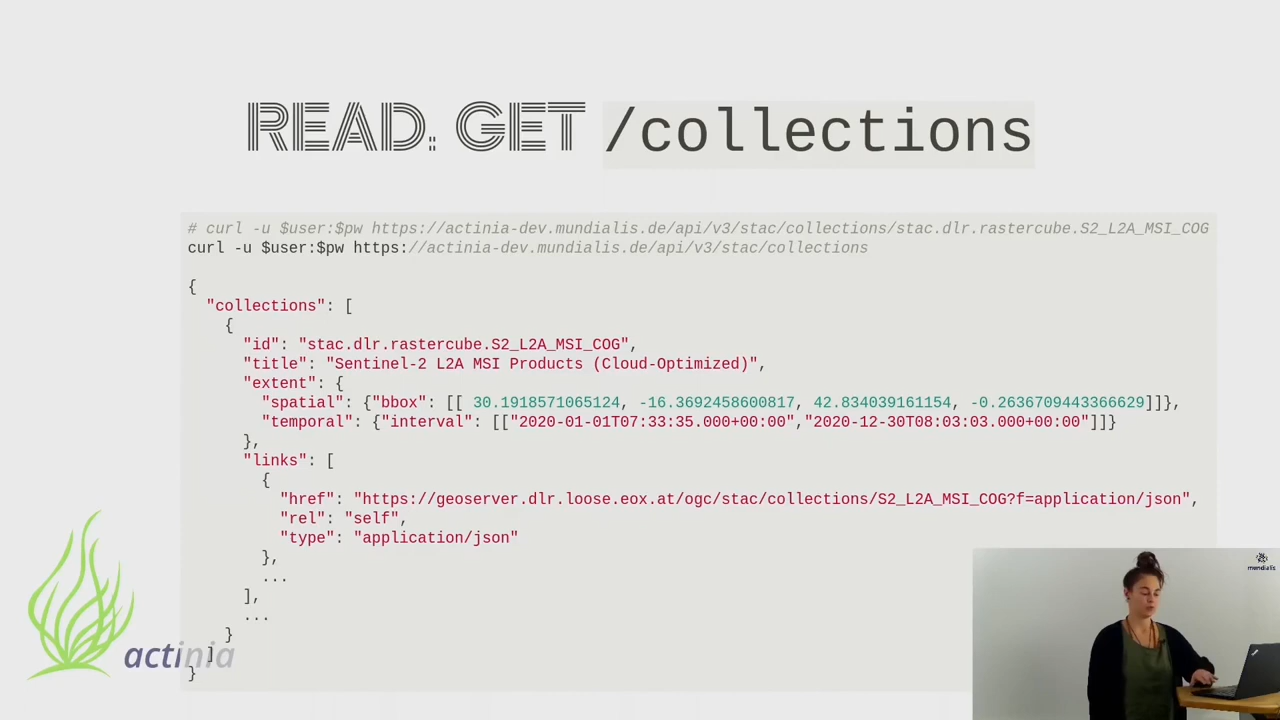 READ: GET /collections
# curl -u $user:$pw https://actinia-dev.mundialis.de/api/v3/stac/collections/stac.dlr.rastercube.S2_L2A_MSI_COG
curl -u $user:$pw https://actinia-dev.mundialis.de/api/v3/stac/collections
{
"collections": [
{
"id": "stac.dlr.rastercube.S2_L2A_MSI_COG",
"title": "Sentinel-2 L2A MSI Products (Cloud-Optimized)",
"extent": {
"spatial": {"bbox": [[ 30.1918571065124, -16.3692458600817, 42.834039161154, -0.2636709443366629]]},
"temporal": {"interval": [["2020-01-01T07:33:35.000+00:00","2020-12-30T08:03:03.000+00:00"]]}
},
"links": [
{
"href": "https://geoserver.dlr.loose.eox.at/ogc/stac/collections/S2_L2A_MSI_COG?f=application/json",
"rel": "self",
"type": "application/json"
},
...
],
...
}
]
}
actinia
mundialis